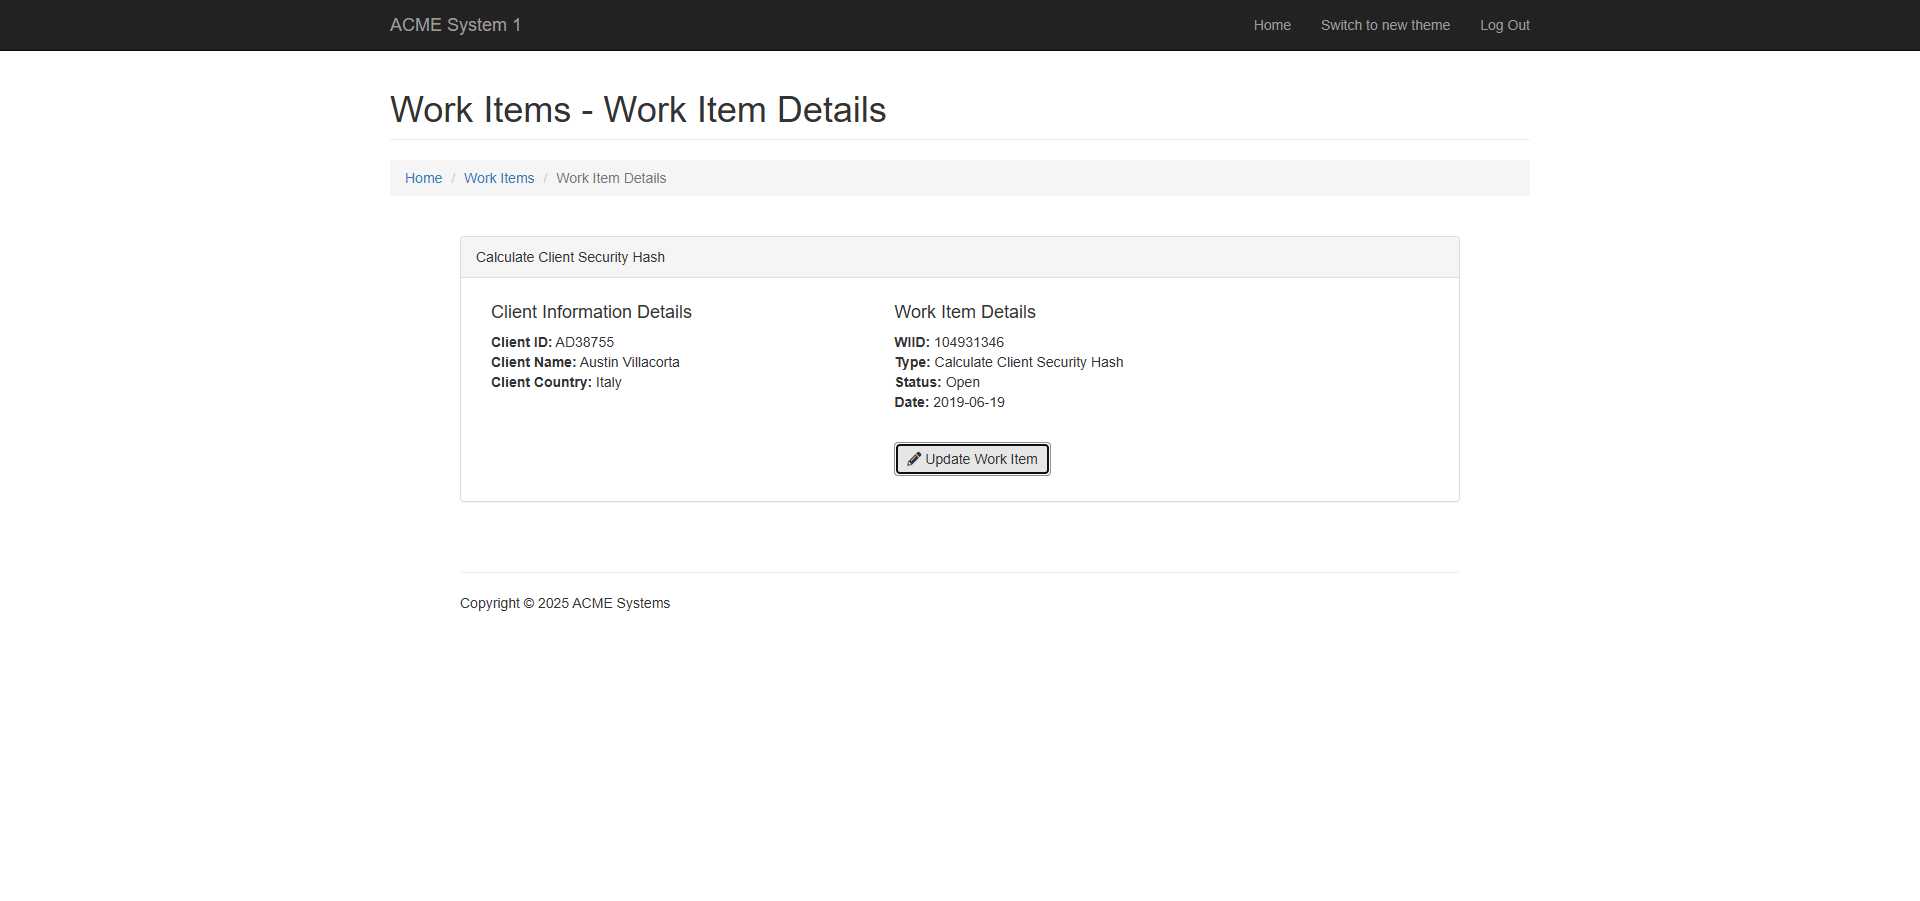 ACME System 1
Home
Switch to new theme
Log Out
Work Items - Work Item Details
Home / Work Items / Work Item Details
Calculate Client Security Hash
Client Information Details
Client ID: AD38755
Client Name: Austin Villacorta
Client Country: Italy
Work Item Details
WIID: 104931346
Type: Calculate Client Security Hash
Status: Open
Date: 2019-06-19
Update Work Item
Copyright © 2025 ACME Systems